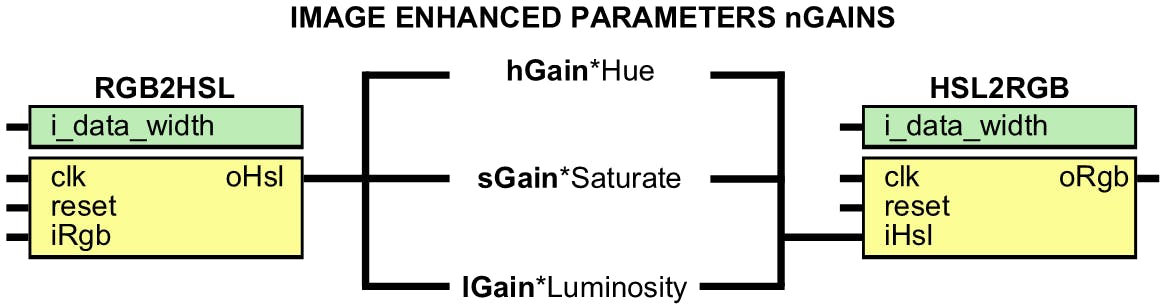 IMAGE ENHANCED PARAMETERS nGAINS
RGB2HSL
i_data_width
clk oHsl
reset
iRgb
hGain*Hue
sGain*Saturate
lGain*Luminosity
HSL2RGB
i_data_width
clk oRgb
reset
iHsl